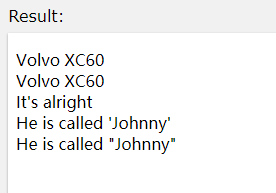 Result:
Volvo XC60
Volvo XC60
It's alright
He is called 'Johnny'
He is called "Johnny"